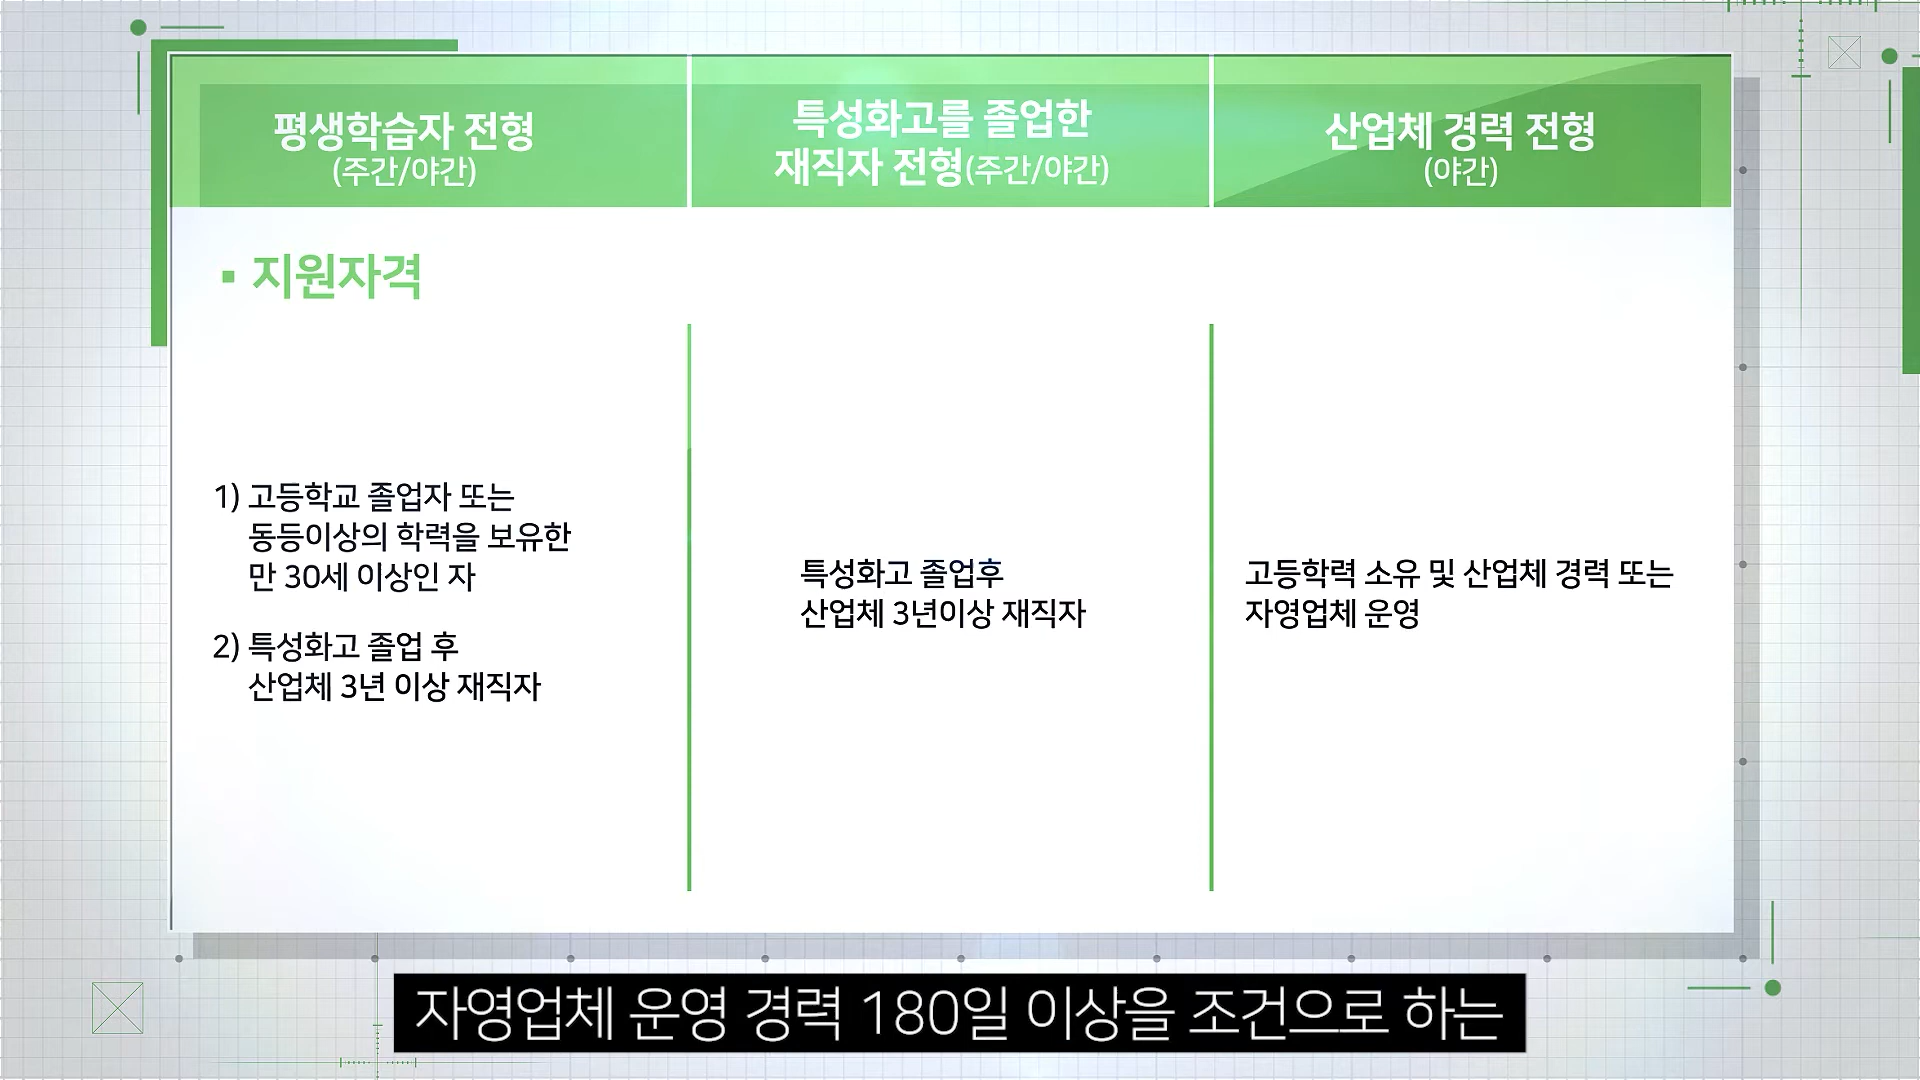 평생학습자 전형
(주간/야간)
특성화고를 졸업한
재직자 전형(주간/야간)
산업체 경력 전형
(야간)
▪ 지원자격
1) 고등학교 졸업자 또는
동등이상의 학력을 보유한
만 30세 이상인 자
2) 특성화고 졸업 후
산업체 3년 이상 재직자
특성화고 졸업후
산업체 3년이상 재직자
고등학력 소유 및 산업체 경력 또는
자영업체 운영
자영업체 운영 경력 180일 이상을 조건으로 하는